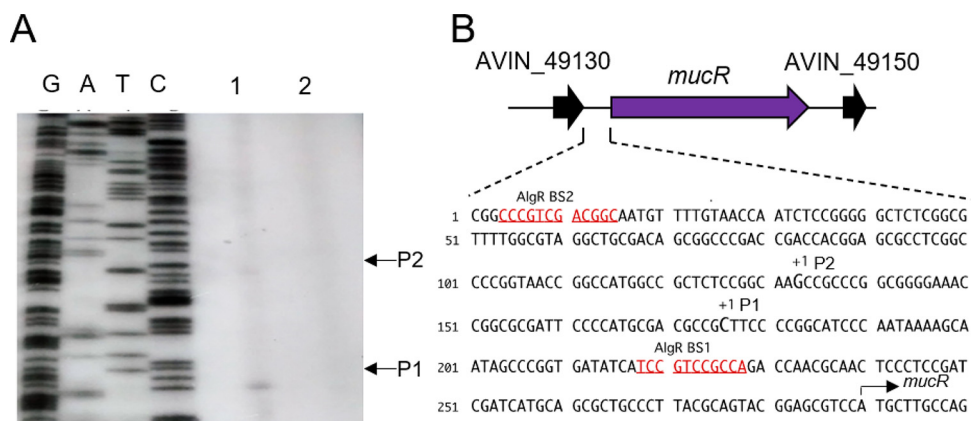 A
G A T C 1 2
P2
P1
B
AVIN_49130 mucR AVIN_49150
AlgR BS2
1 CGGCCCGTCG ACGGCAATGT TTTGTAACCA ATCTCCGGGG GCTCTCGGCG
51 TTTTGGCGTA GGCTGCGACA GCGGCCCGAC CGACCACGGA GCGCCTCGGC
+1 P2
101 CCCGGTAACC GGCCATGGCC GCTCTCCGGC AAGCCGCCCG GCGGGGAAAC
+1 P1
151 CGGCGCGATT CCCCATGCGA CGCCGCTTCC CCGGCATCCC AATAAAAGCA
AlgR BS1
201 ATAGCCCGGT GATATCATCC GTCCGCCAGA CCAACGCAAC TCCCTCCGAT
mucR
251 CGATCATGCA GCGCTGCCCT TACGCAGTAC GGAGCGTCCA TGCTTGCCAG